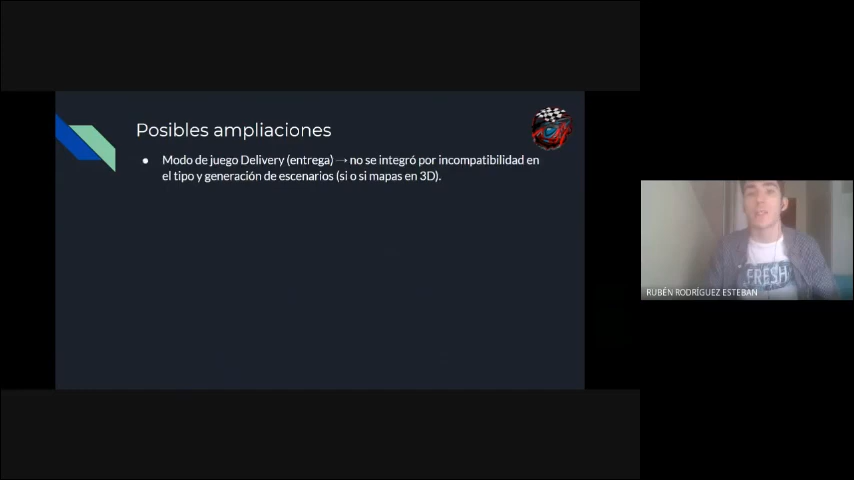 Posibles ampliaciones
● Modo de juego Delivery (entrega) → no se integró por incompatibilidad en
el tipo y generación de escenarios (si o si mapas en 3D).
FRESH
RUBÉN RODRÍGUEZ ESTEBAN